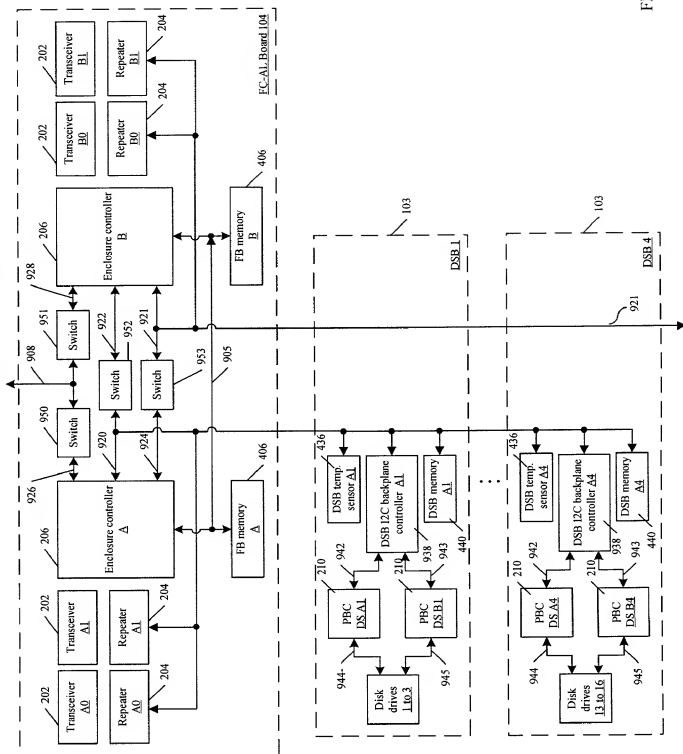 FC-AL Board 104
202
Transceiver
A0
202
Transceiver
A1
204
Repeater
A0
204
Repeater
A1
206
Enclosure controller
A
406
FB memory
A
926
950
Switch
908
951
Switch
928
920
Switch
922
952
924
Switch
921
953
905
206
Enclosure controller
B
406
FB memory
B
202
Transceiver
B0
202
Transceiver
B1
204
Repeater
B0
204
Repeater
B1
921
103
DSB 1
436
DSB temp.
sensor A1
DSB I2C backplane
controller A1
938
DSB memory
A1
440
942
943
210
PBC
DS A1
210
PBC
DS B1
944
945
Disk
drives
1 to 3
...
103
DSB 4
436
DSB temp.
sensor A4
DSB I2C backplane
controller A4
938
DSB memory
A4
440
942
943
210
PBC
DS A4
210
PBC
DS B4
944
945
Disk
drives
13 to 16